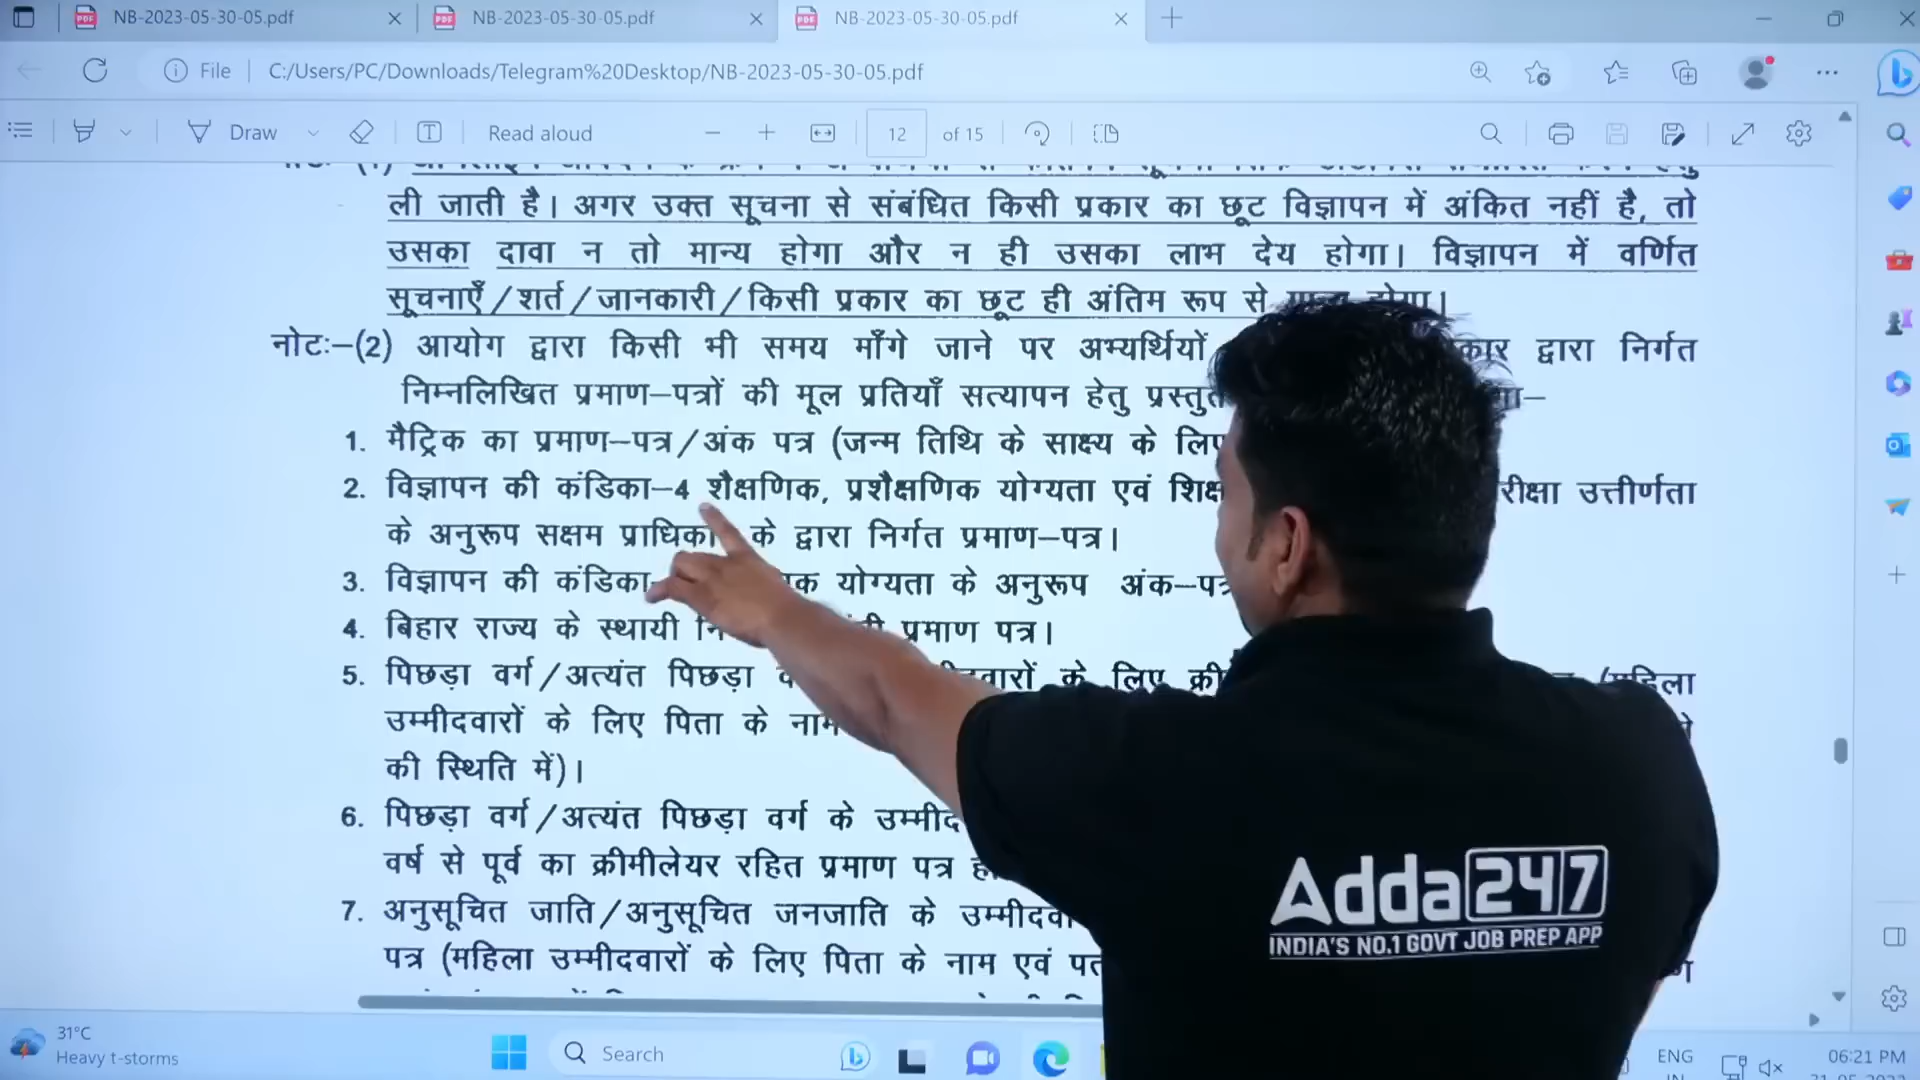 NB-2023-05-30-05.pdf NB-2023-05-30-05.pdf NB-2023-05-30-05.pdf
File C:/Users/PC/Downloads/Telegram%20Desktop/NB-2023-05-30-05.pdf
Draw Read aloud 12 of 15
ली जाती है। अगर उक्त सूचना से संबंधित किसी प्रकार का छूट विज्ञापन में अंकित नहीं है, तो
उसका दावा न तो मान्य होगा और न ही उसका लाभ देय होगा। विज्ञापन में वर्णित
सूचनाएँ/शर्त/जानकारी/किसी प्रकार का छूट ही अंतिम रूप से
नोटः–(2) आयोग द्वारा किसी भी समय माँगे जाने पर अभ्यर्थियों द्वारा निर्गत
निम्नलिखित प्रमाण–पत्रों की मूल प्रतियाँ सत्यापन हेतु प्रस्तुत
1. मैट्रिक का प्रमाण–पत्र/अंक पत्र (जन्म तिथि के साक्ष्य के लिए
2. विज्ञापन की कंडिका–4 शैक्षणिक, प्रशैक्षणिक योग्यता एवं उत्तीर्णता
के अनुरूप सक्षम के द्वारा निर्गत प्रमाण–पत्र।
3. विज्ञापन की कंडिका योग्यता के अनुरूप
4. बिहार राज्य के स्थायी प्रमाण पत्र।
5. पिछड़ा वर्ग/अत्यंत पिछड़ा के लिए
उम्मीदवारों के लिए पिता के नाम
की स्थिति में)।
6. पिछड़ा वर्ग/अत्यंत पिछड़ा वर्ग के
वर्ष से पूर्व का क्रीमीलेयर रहित प्रमाण पत्र
7. अनुसूचित जाति/अनुसूचित जनजाति के
पत्र (महिला उम्मीदवारों के लिए पिता के नाम एवं
Adda247
INDIA'S NO.1 GOVT JOB PREP APP
31°C
Heavy t-storms
Search
ENG
06:21 PM